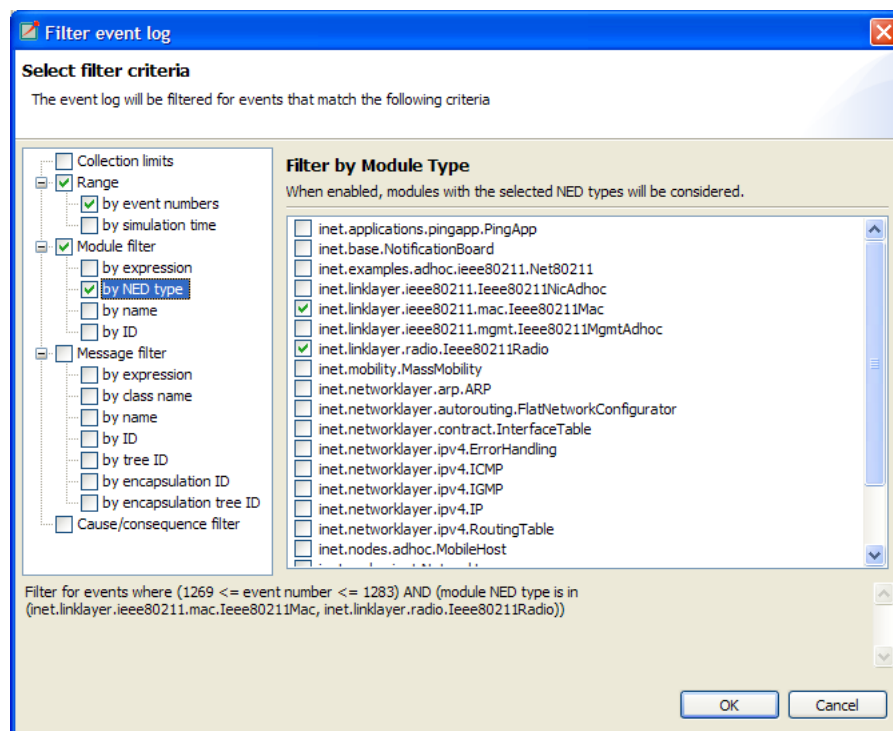 Filter event log
Select filter criteria
The event log will be filtered for events that match the following criteria
Collection limits
Range
by event numbers
by simulation time
Module filter
by expression
by NED type
by name
by ID
Message filter
by expression
by class name
by name
by ID
by tree ID
by encapsulation ID
by encapsulation tree ID
Cause/consequence filter
Filter by Module Type
When enabled, modules with the selected NED types will be considered.
inet.applications.pingapp.PingApp
inet.base.NotificationBoard
inet.examples.adhoc.ieee80211.Net80211
inet.linklayer.ieee80211.Ieee80211NicAdhoc
inet.linklayer.ieee80211.mac.Ieee80211Mac
inet.linklayer.ieee80211.mgmt.Ieee80211MgmtAdhoc
inet.linklayer.radio.Ieee80211Radio
inet.mobility.MassMobility
inet.networklayer.arp.ARP
inet.networklayer.autorouting.FlatNetworkConfigurator
inet.networklayer.contract.InterfaceTable
inet.networklayer.ipv4.ErrorHandling
inet.networklayer.ipv4.ICMP
inet.networklayer.ipv4.IGMP
inet.networklayer.ipv4.IP
inet.networklayer.ipv4.RoutingTable
inet.nodes.adhoc.MobileHost
Filter for events where (1269 <= event number <= 1283) AND (module NED type is in
(inet.linklayer.ieee80211.mac.Ieee80211Mac, inet.linklayer.radio.Ieee80211Radio))
OK
Cancel